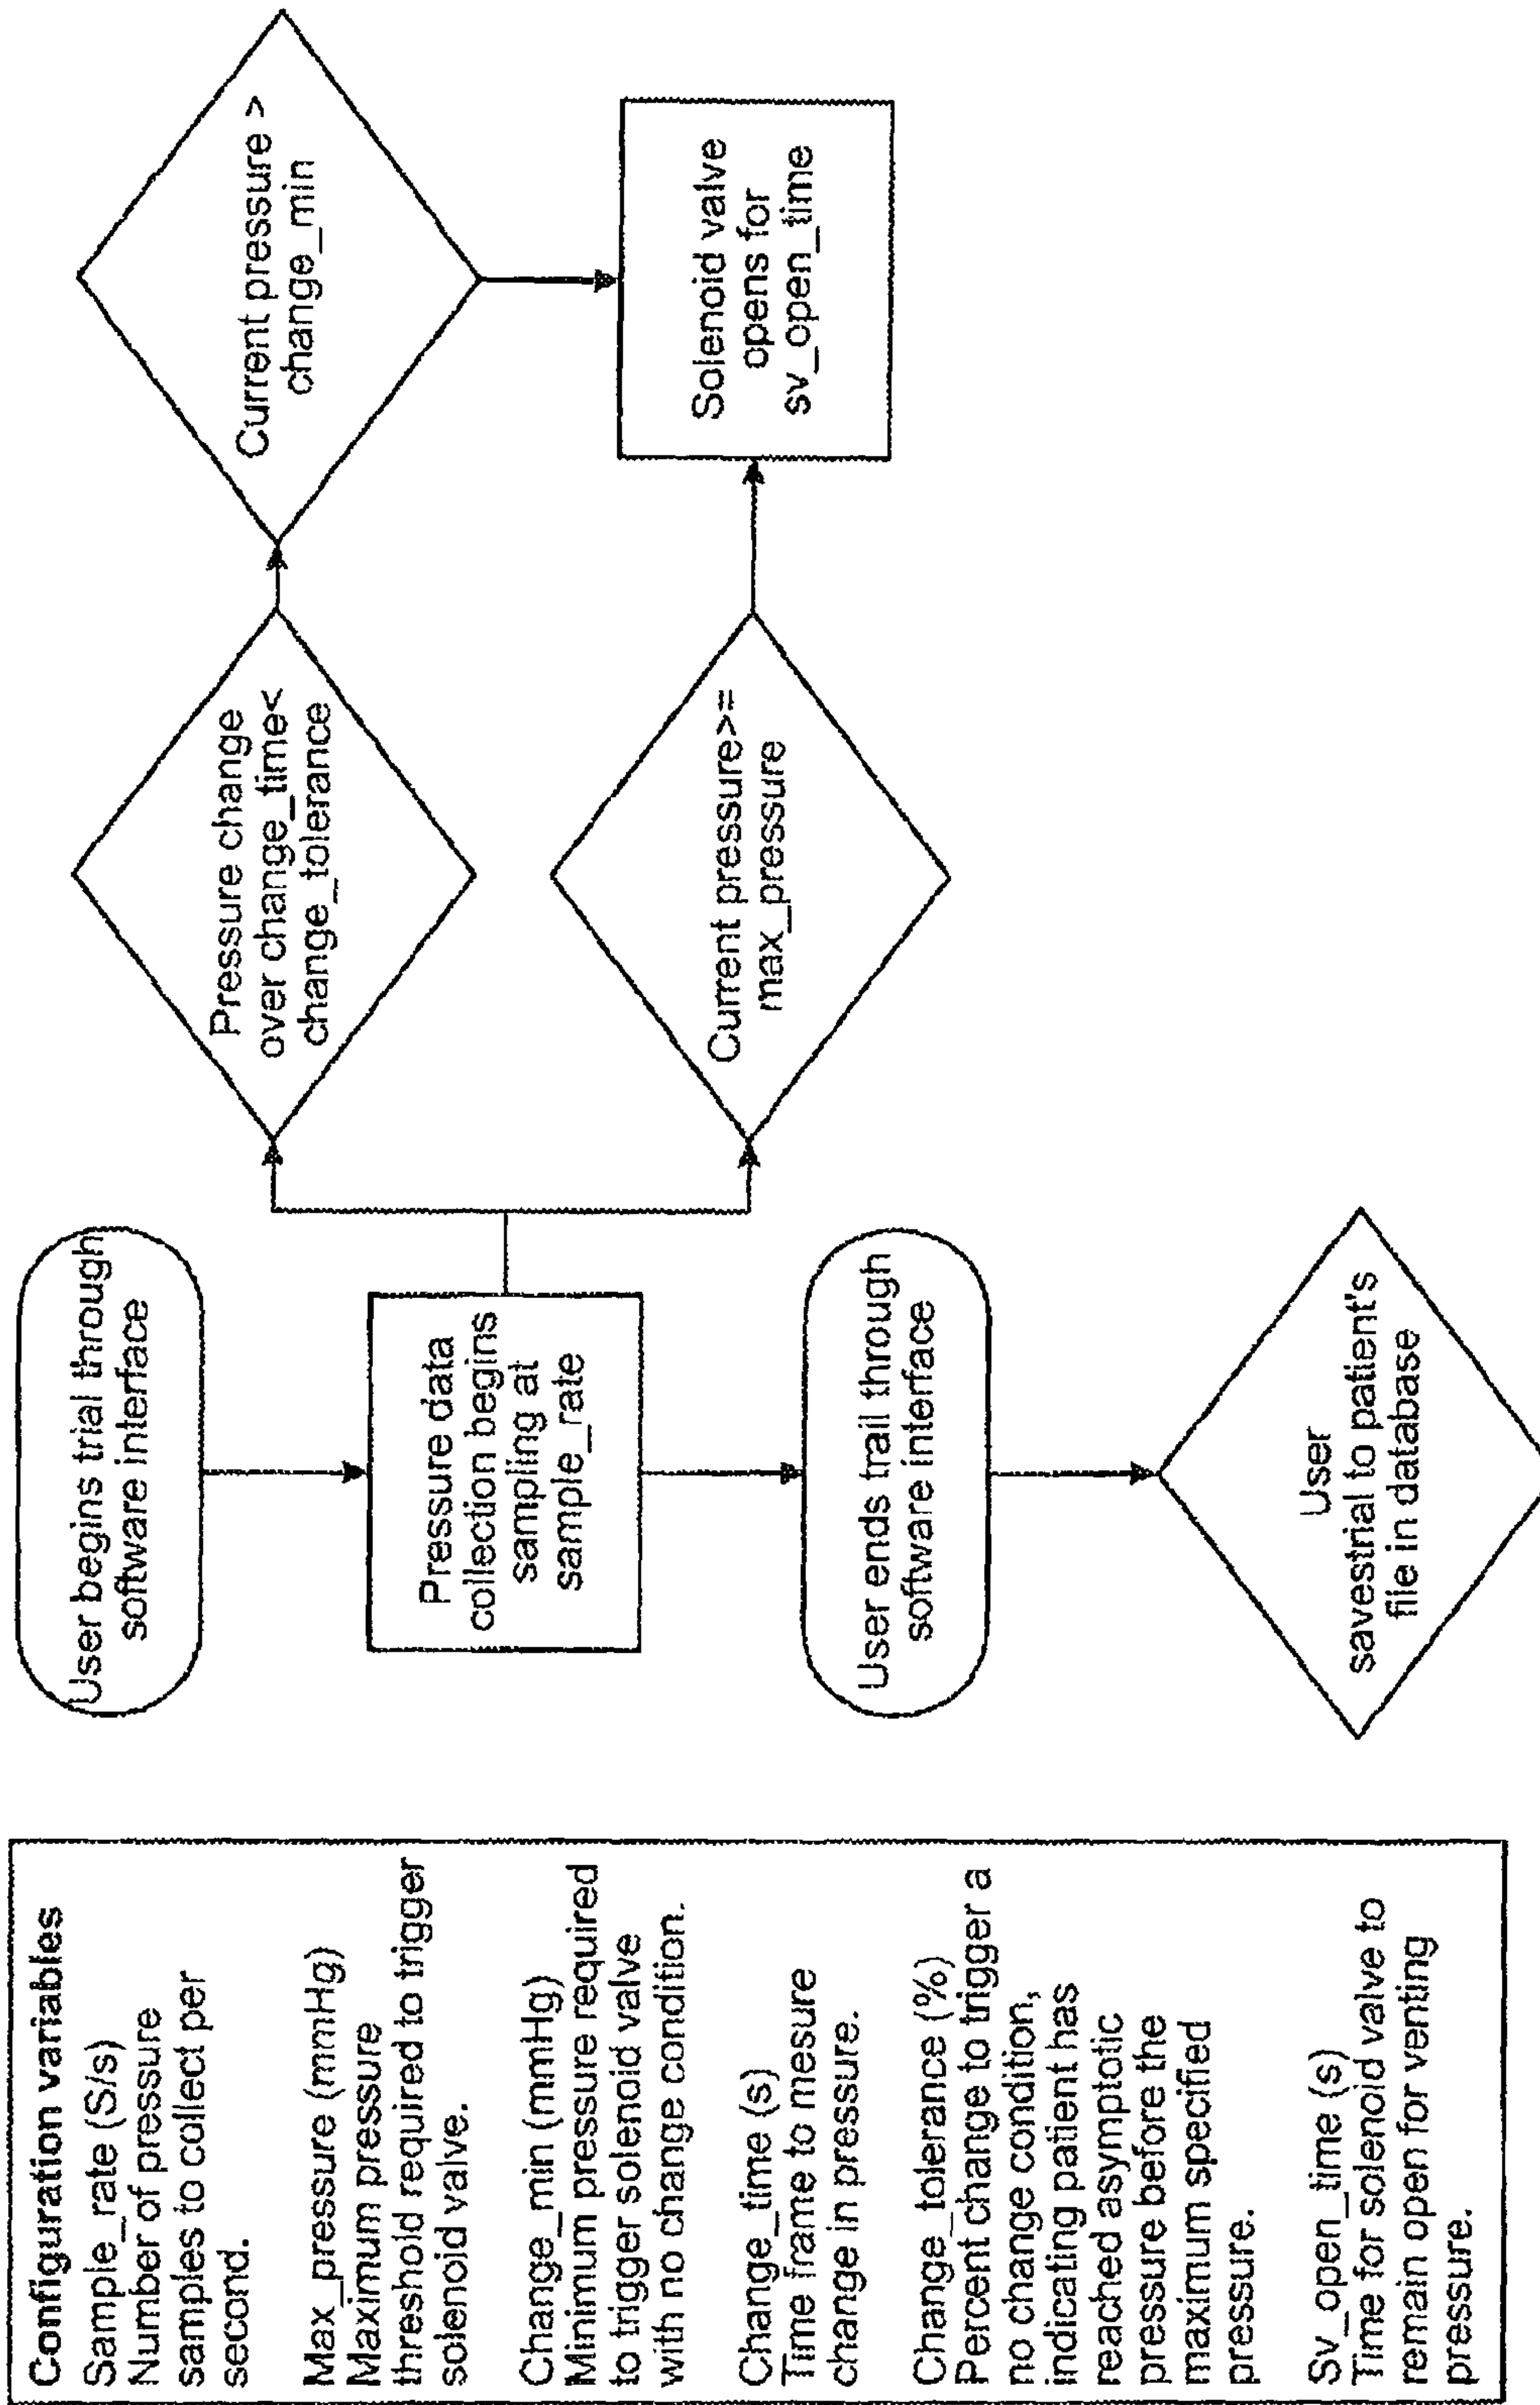 Configuration variables
Sample_rate (S/s)
Number of pressure
samples to collect per
second.
Max_pressure (mmHg)
Maximum pressure
threshold required to trigger
solenoid valve.
Change_min (mmHg)
Minimum pressure required
to trigger solenoid valve
with no change condition.
Change_time (s)
Time frame to mesure
change in pressure.
Change_tolerance (%)
Percent change to trigger a
no change condition,
indicating patient has
reached asymptotic
pressure before the
maximum specified
pressure.
Sv_open_time (s)
Time for solenoid valve to
remain open for venting
pressure.
User begins trial through
software interface
Pressure data
collection begins
sampling at
sample_rate
User ends trail through
software interface
User
savestrial to patient's
file in database
Pressure change
over change_time<
change_tolerance
Current pressure>=
max_pressure
Current pressure >
change_min
Solenoid valve
opens for
sv_open_time